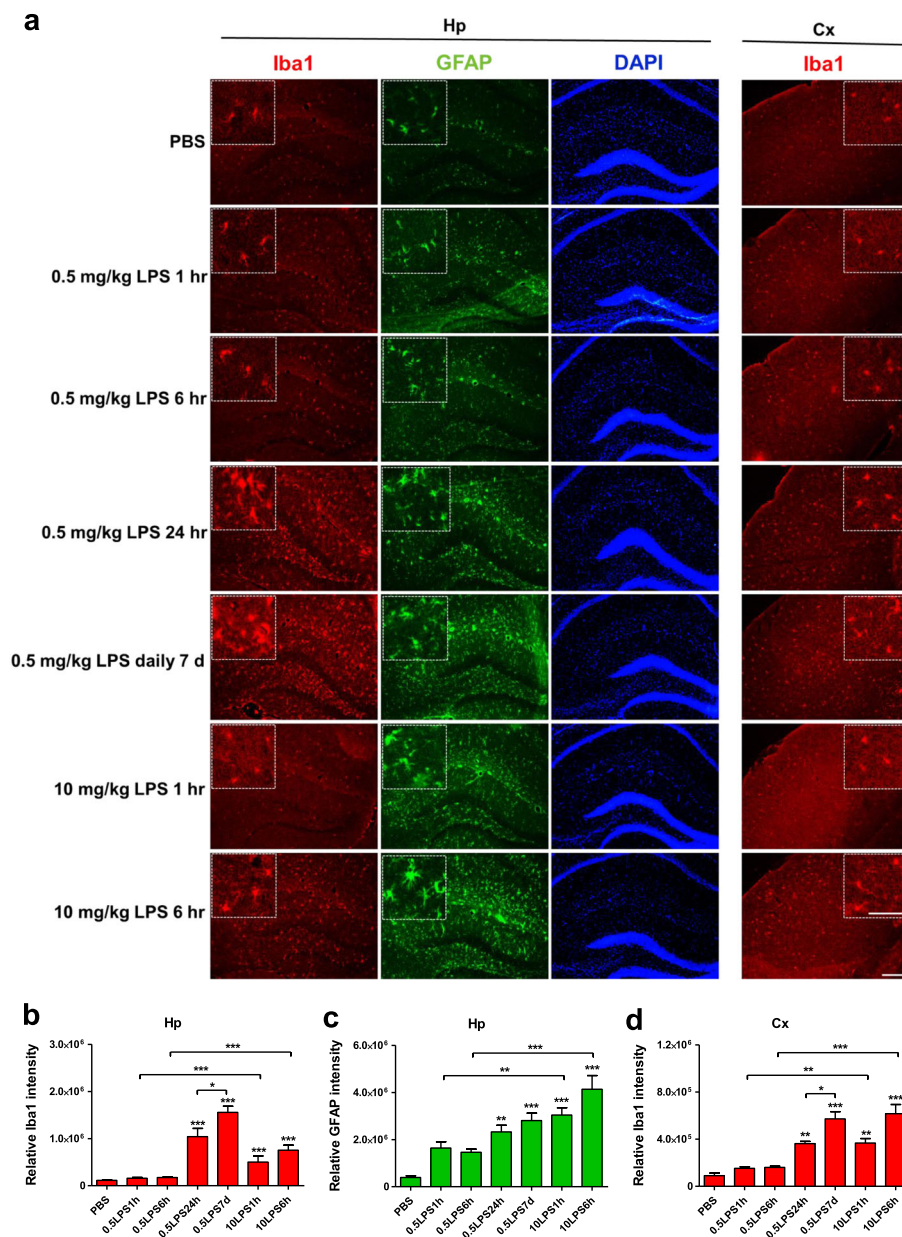 a
Hp Cx
Iba1 GFAP DAPI Iba1
PBS
0.5 mg/kg LPS 1 hr
0.5 mg/kg LPS 6 hr
0.5 mg/kg LPS 24 hr
0.5 mg/kg LPS daily 7 d
10 mg/kg LPS 1 hr
10 mg/kg LPS 6 hr
b
Hp
Relative Iba1 intensity
3.0×10⁶
2.0×10⁶
1.0×10⁶
0
***
***
*
***
***
***
***
PBS
0.5LPS1h
0.5LPS6h
0.5LPS24h
0.5LPS7d
10LPS1h
10LPS6h
c
Hp
Relative GFAP intensity
6.0×10⁶
4.0×10⁶
2.0×10⁶
0
***
**
**
***
***
***
PBS
0.5LPS1h
0.5LPS6h
0.5LPS24h
0.5LPS7d
10LPS1h
10LPS6h
d
Cx
Relative Iba1 intensity
1.2×10⁶
8.0×10⁵
4.0×10⁵
0
***
**
*
**
***
**
***
PBS
0.5LPS1h
0.5LPS6h
0.5LPS24h
0.5LPS7d
10LPS1h
10LPS6h